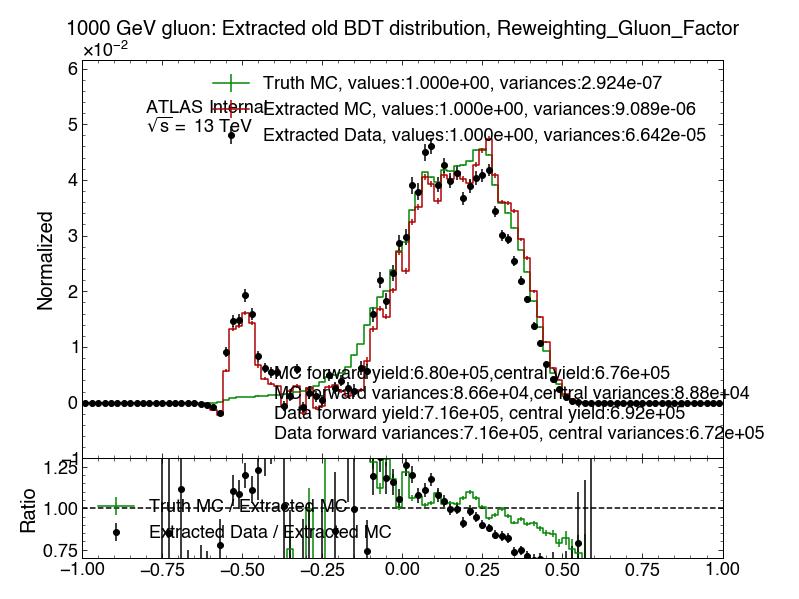 1000 GeV gluon: Extracted old BDT distribution, Reweighting_Gluon_Factor
×10−2
Truth MC, values:1.000e+00, variances:2.924e-07
ATLAS Internal
Extracted MC, values:1.000e+00, variances:9.089e-06
√s = 13 TeV
Extracted Data, values:1.000e+00, variances:6.642e-05
6
5
4
3
2
1
0
−1
Normalized
MC forward yield:6.80e+05,central yield:6.76e+05
MC forward variances:8.66e+04,central variances:8.88e+04
Data forward yield:7.16e+05, central yield:6.92e+05
Data forward variances:7.16e+05, central variances:6.72e+05
1.25
1.00
0.75
Ratio
Truth MC / Extracted MC
Extracted Data / Extracted MC
−1.00 −0.75 −0.50 −0.25 0.00 0.25 0.50 0.75 1.00